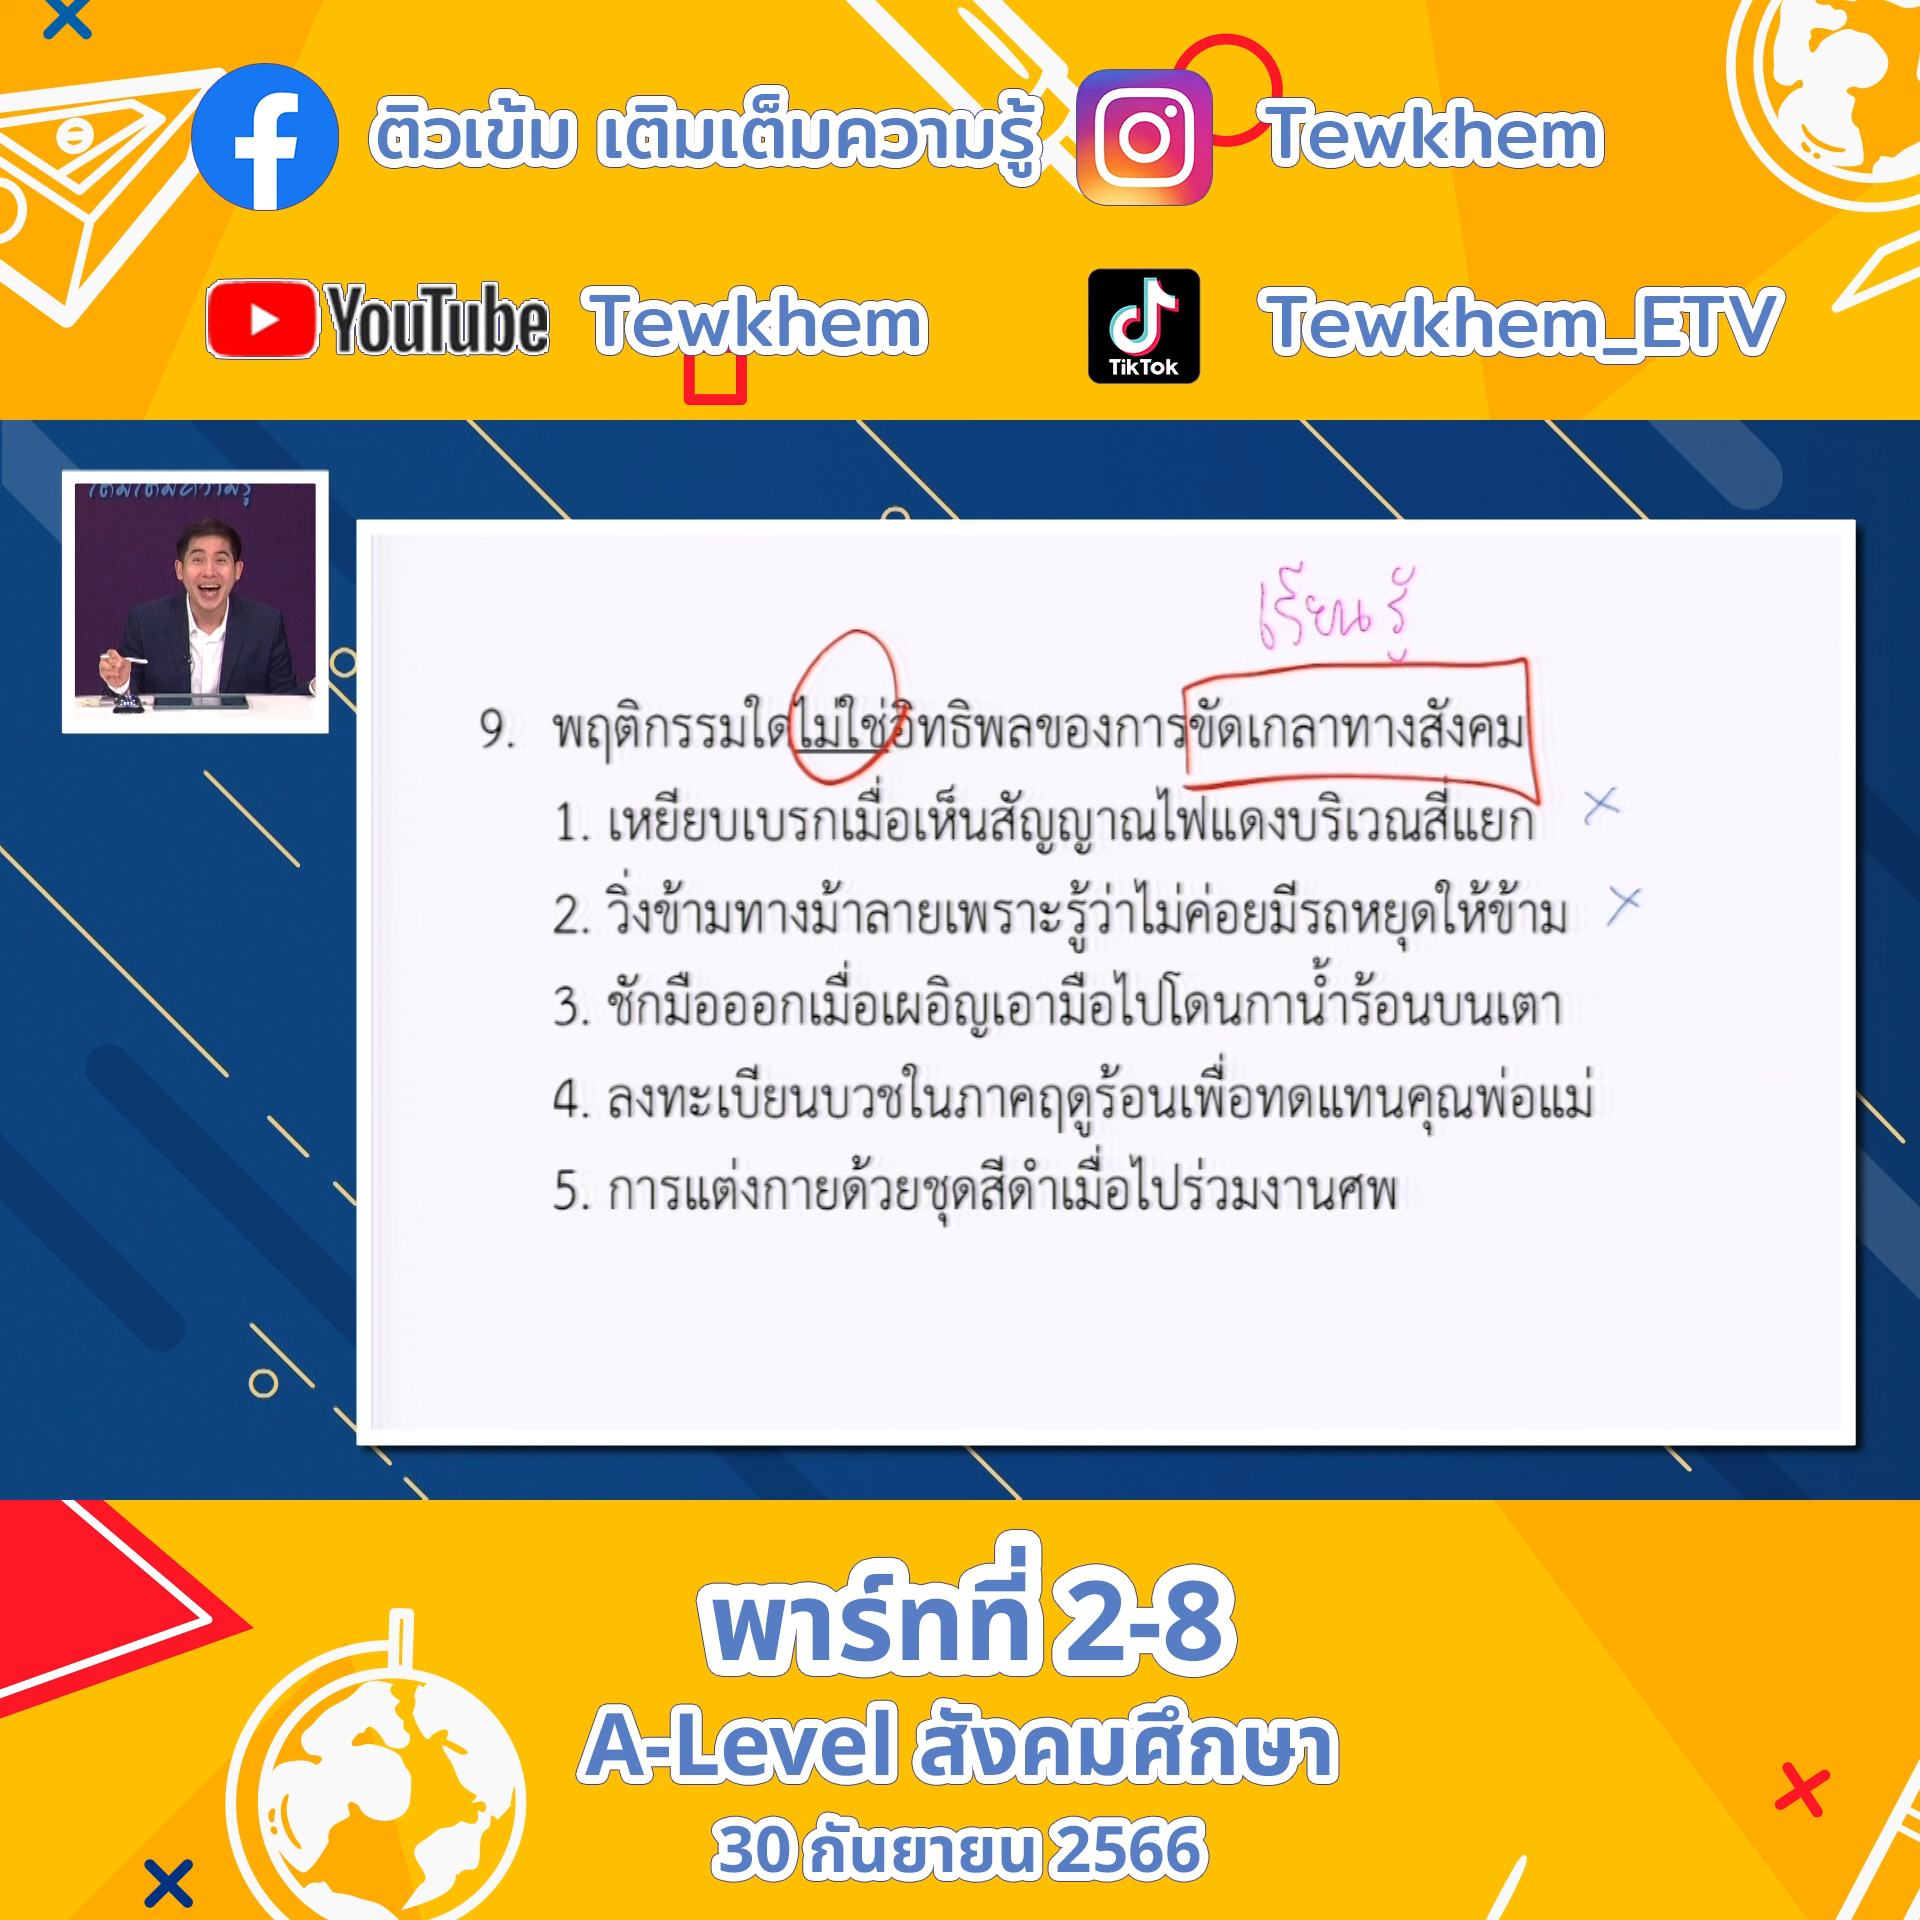 ติวเข้ม เติมเต็มความรู้
Tewkhem
YouTube
Tewkhem
TikTok
Tewkhem_ETV
เติมเต็มความรู้
เรียนรู้
9. พฤติกรรมใดไม่ใช่อิทธิพลของการขัดเกลาทางสังคม
1. เหยียบเบรกเมื่อเห็นสัญญาณไฟแดงบริเวณสี่แยก
2. วิ่งข้ามทางม้าลายเพราะรู้ว่าไม่ค่อยมีรถหยุดให้ข้าม
3. ชักมือออกเมื่อเผอิญเอามือไปโดนกาน้ำร้อนบนเตา
4. ลงทะเบียนบวชในภาคฤดูร้อนเพื่อทดแทนคุณพ่อแม่
5. การแต่งกายด้วยชุดสีดำเมื่อไปร่วมงานศพ
พาร์ทที่ 2-8
A-Level สังคมศึกษา
30 กันยายน 2566